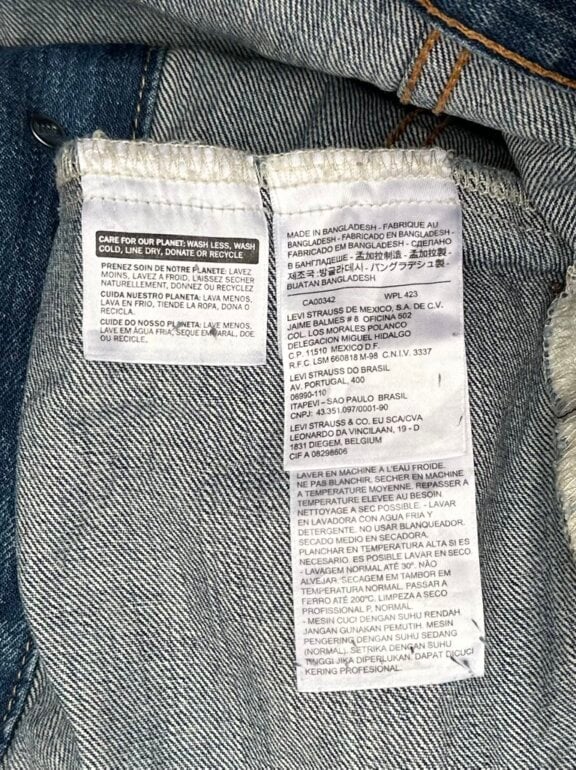 CARE FOR OUR PLANET: WASH LESS, WASH
COLD, LINE DRY, DONATE OR RECYCLE
PRENEZ SOIN DE NOTRE PLANETE: LAVEZ
MOINS, LAVEZ A FROID, LAISSEZ SECHER
NATURELLEMENT, DONNEZ OU RECYCLEZ
CUIDA NUESTRO PLANETA: LAVA MENOS,
LAVA EN FRIO, TIENDE LA ROPA, DONA O
RECICLA.
CUIDE DO NOSSO PLANETA: LAVE MENOS,
LAVE EM ÁGUA FRIA, SEQUE EM VARAL, DOE
OU RECICLE.
MADE IN BANGLADESH - FABRIQUE AU
BANGLADESH - FABRICADO EN BANGLADESH -
FABRICADO EM BANGLADESH - СДЕЛАНО
В БАНГЛАДЕШЕ - 孟加拉制造 - 孟加拉製 -
제조국 :방글라데시 - バングラデシュ製 -
BUATAN BANGLADESH
CA00342 WPL 423
LEVI STRAUSS DE MEXICO, S.A. DE C.V.
JAIME BALMES # 8 OFICINA 502
COL. LOS MORALES POLANCO
DELEGACION MIGUEL HIDALGO
C.P. 11510 MEXICO D.F.
R.F.C LSM 660818 M-98 C.N.I.V. 3337
LEVI STRAUSS DO BRASIL
AV. PORTUGAL, 400
06990-110
ITAPEVI – SAO PAULO BRASIL
CNPJ: 43.351.097/0001-90
LEVI STRAUSS & CO. EU SCA/CVA
LEONARDO DA VINCILAAN, 19 - D
1831 DIEGEM, BELGIUM
CIF A 08298606
LAVER EN MACHINE A L'EAU FROIDE.
NE PAS BLANCHIR. SECHER EN MACHINE
A TEMPERATURE MOYENNE. REPASSER A
TEMPERATURE ELEVEE AU BESOIN
NETTOYAGE A SEC POSSIBLE. - LAVAR
EN LAVADORA CON AGUA FRIA Y
DETERGENTE. NO USAR BLANQUEADOR.
SECADO MEDIO EN SECADORA.
PLANCHAR EN TEMPERATURA ALTA SI ES
NECESARIO. ES POSIBLE LAVAR EN SECO
- LAVAGEM NORMAL ATÉ 30°. NÃO
ALVEJAR. SECAGEM EM TAMBOR EM
TEMPERATURA NORMAL. PASSAR A
FERRO ATÉ 200°C. LIMPEZA A SECO
PROFISSIONAL P, NORMAL.
- MESIN CUCI DENGAN SUHU RENDAH.
JANGAN GUNAKAN PEMUTIH. MESIN
PENGERING DENGAN SUHU SEDANG
(NORMAL). SETRIKA DENGAN SUHU
TINGGI JIKA DIPERLUKAN. DAPAT DICUCI
KERING PROFESIONAL.